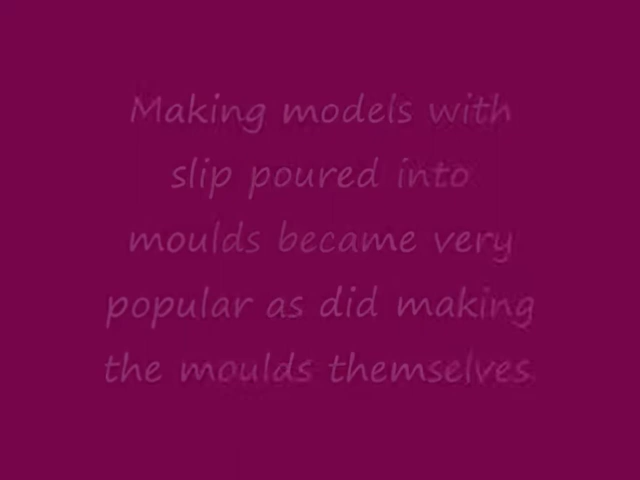 Making models with
slip poured into
moulds became very
popular as did making
the moulds themselves.